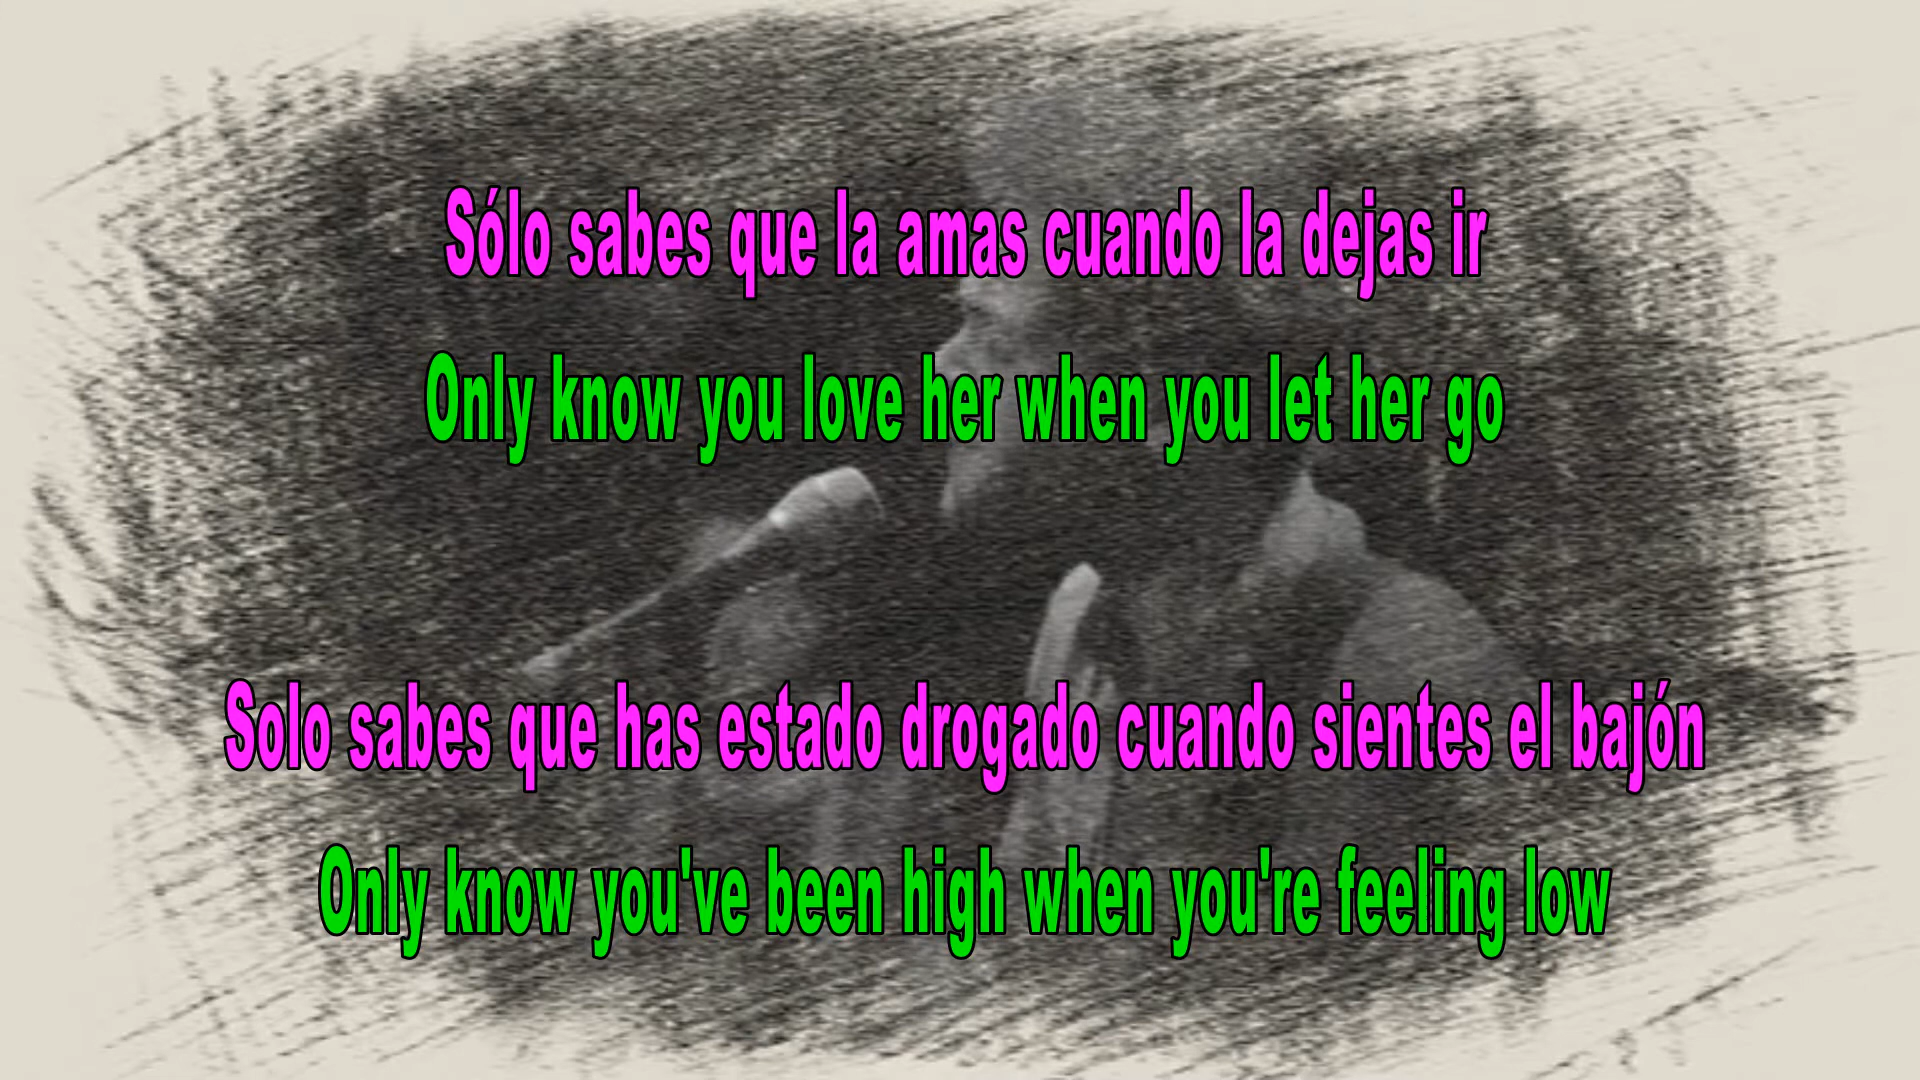 Sólo sabes que la amas cuando la dejas ir
Only know you love her when you let her go
Solo sabes que has estado drogado cuando sientes el bajón
Only know you've been high when you're feeling low